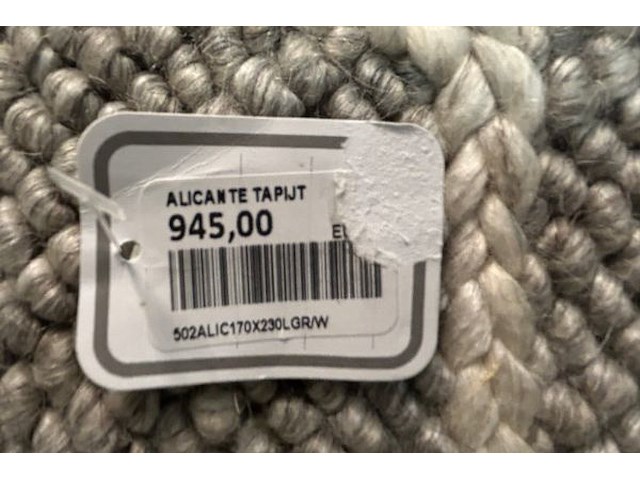 ALICANTE TAPIJT
945,00
502ALIC170X230LGR/W